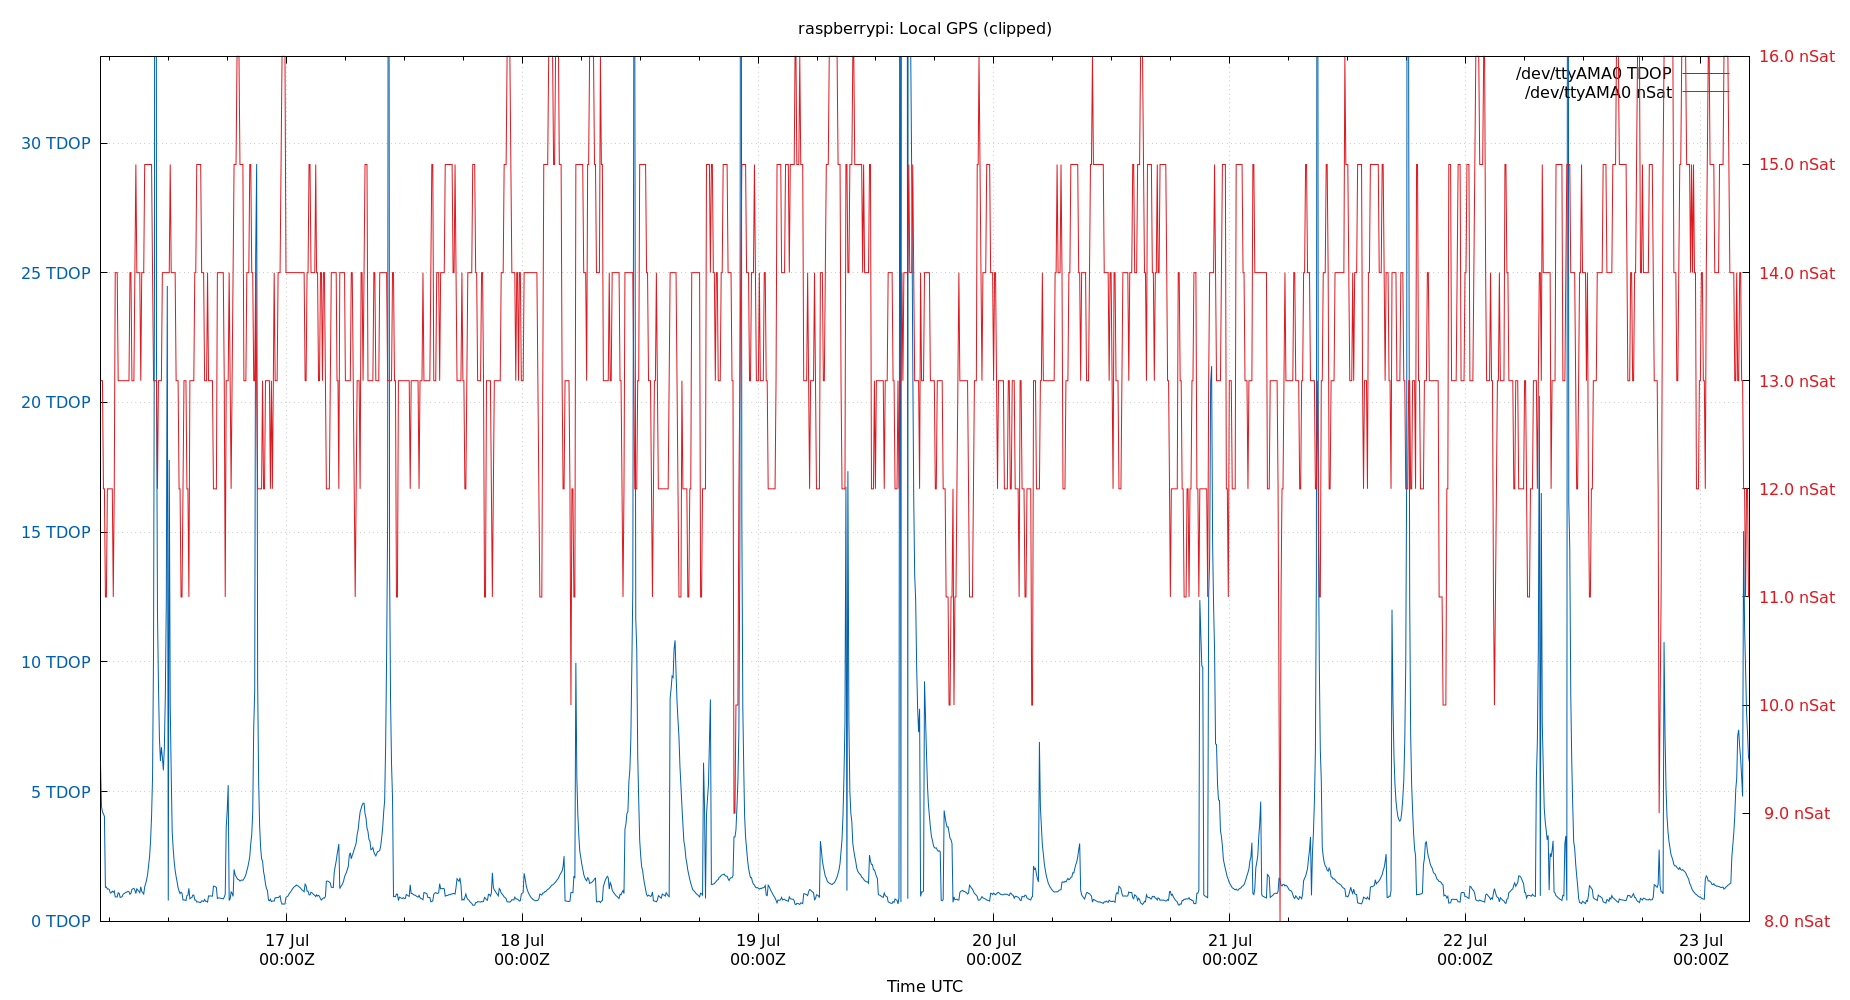 raspberrypi: Local GPS (clipped)
16.0 nSat
/dev/ttyAMA0 TDOP
/dev/ttyAMA0 nSat
30 TDOP
15.0 nSat
25 TDOP
14.0 nSat
13.0 nSat
20 TDOP
12.0 nSat
15 TDOP
11.0 nSat
10 TDOP
10.0 nSat
5 TDOP
9.0 nSat
0 TDOP
8.0 nSat
17 Jul
00:00Z
18 Jul
00:00Z
19 Jul
00:00Z
20 Jul
00:00Z
21 Jul
00:00Z
22 Jul
00:00Z
23 Jul
00:00Z
Time UTC